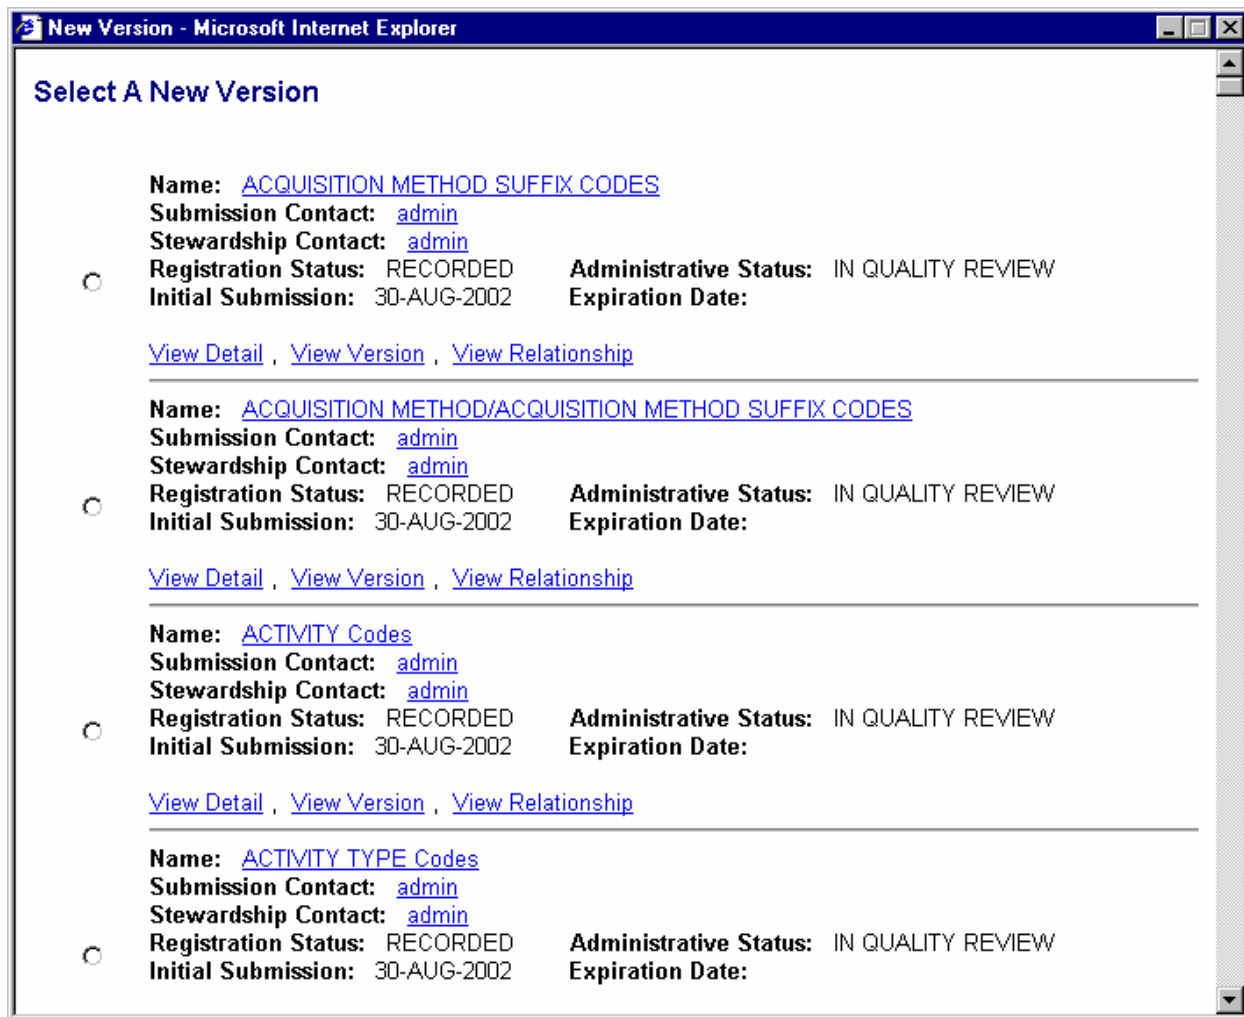 New Version - Microsoft Internet Explorer
Select A New Version
Name: ACQUISITION METHOD SUFFIX CODES
Submission Contact: admin
Stewardship Contact: admin
Registration Status: RECORDED Administrative Status: IN QUALITY REVIEW
Initial Submission: 30-AUG-2002 Expiration Date:
View Detail , View Version , View Relationship
Name: ACQUISITION METHOD/ACQUISITION METHOD SUFFIX CODES
Submission Contact: admin
Stewardship Contact: admin
Registration Status: RECORDED Administrative Status: IN QUALITY REVIEW
Initial Submission: 30-AUG-2002 Expiration Date:
View Detail , View Version , View Relationship
Name: ACTIVITY Codes
Submission Contact: admin
Stewardship Contact: admin
Registration Status: RECORDED Administrative Status: IN QUALITY REVIEW
Initial Submission: 30-AUG-2002 Expiration Date:
View Detail , View Version , View Relationship
Name: ACTIVITY TYPE Codes
Submission Contact: admin
Stewardship Contact: admin
Registration Status: RECORDED Administrative Status: IN QUALITY REVIEW
Initial Submission: 30-AUG-2002 Expiration Date: